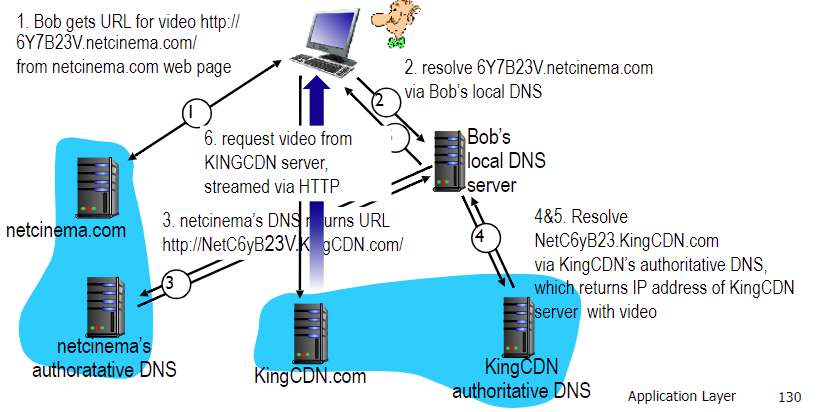 1. Bob gets URL for video http://
6Y7B23V.netcinema.com/
from netcinema.com web page
2. resolve 6Y7B23V.netcinema.com
via Bob's local DNS
1
2
6. request video from
KINGCDN server,
streamed via HTTP
Bob's
local DNS
server
netcinema.com
3. netcinema's DNS returns URL
http://NetC6yB23V.KingCDN.com/
4&5. Resolve
NetC6yB23.KingCDN.com
via KingCDN's authoritative DNS,
which returns IP address of KingCDN
server with video
4
3
netcinema's
authoratative DNS
KingCDN.com
KingCDN
authoritative DNS
Application Layer 130